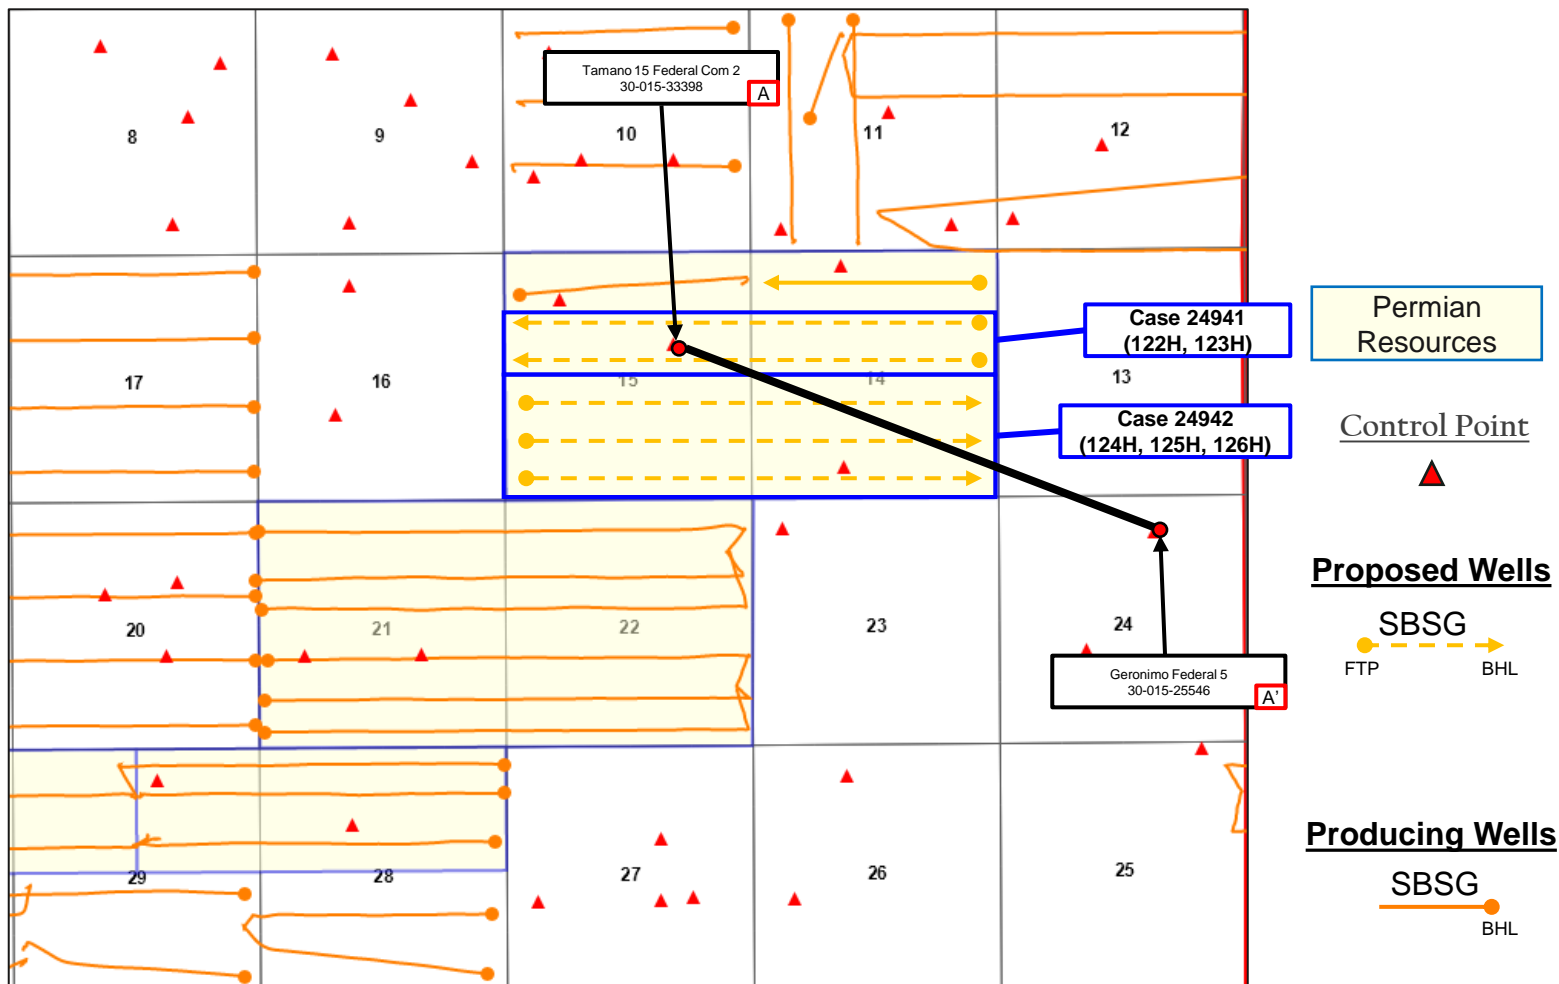 Tamano 15 Federal Com 2
30-015-33398
A
8
9
10
11
12
17
16
15
14
13
Case 24941
(122H, 123H)
Case 24942
(124H, 125H, 126H)
20
21
22
23
24
Geronimo Federal 5
30-015-25546
A'
29
28
27
26
25
Permian
Resources
Control Point
Proposed Wells
SBSG
FTP
BHL
Producing Wells
SBSG
BHL